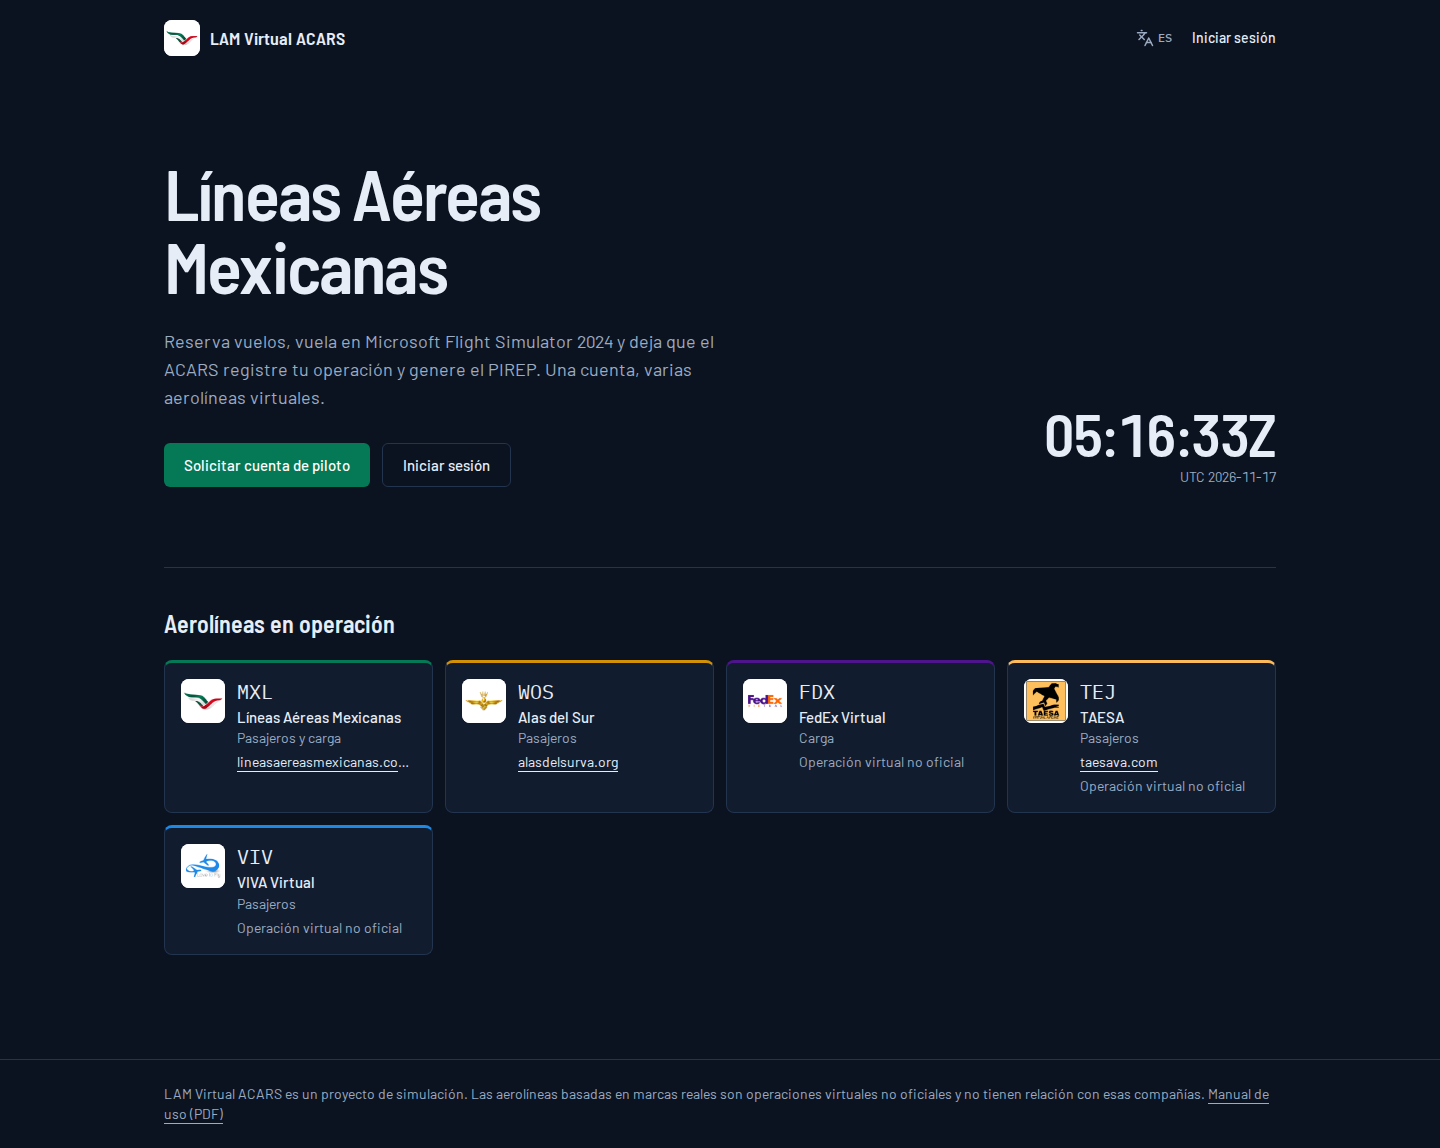 LAM Virtual ACARS
ES
Iniciar sesión
Líneas Aéreas
Mexicanas
Reserva vuelos, vuela en Microsoft Flight Simulator 2024 y deja que el
ACARS registre tu operación y genere el PIREP. Una cuenta, varias
aerolíneas virtuales.
Solicitar cuenta de piloto
Iniciar sesión
05:16:33Z
UTC 2026-11-17
Aerolíneas en operación
MXL
Líneas Aéreas Mexicanas
Pasajeros y carga
lineasaereasmexicanas.co...
WOS
Alas del Sur
Pasajeros
alasdelsurva.org
FedEx
VIRTUAL
FDX
FedEx Virtual
Carga
Operación virtual no oficial
TAESA
TEJ
TAESA
Pasajeros
taesava.com
Operación virtual no oficial
VIV
VIVA Virtual
Pasajeros
Operación virtual no oficial
LAM Virtual ACARS es un proyecto de simulación. Las aerolíneas basadas en marcas reales son operaciones virtuales no oficiales y no tienen relación con esas compañías. Manual de
uso (PDF)